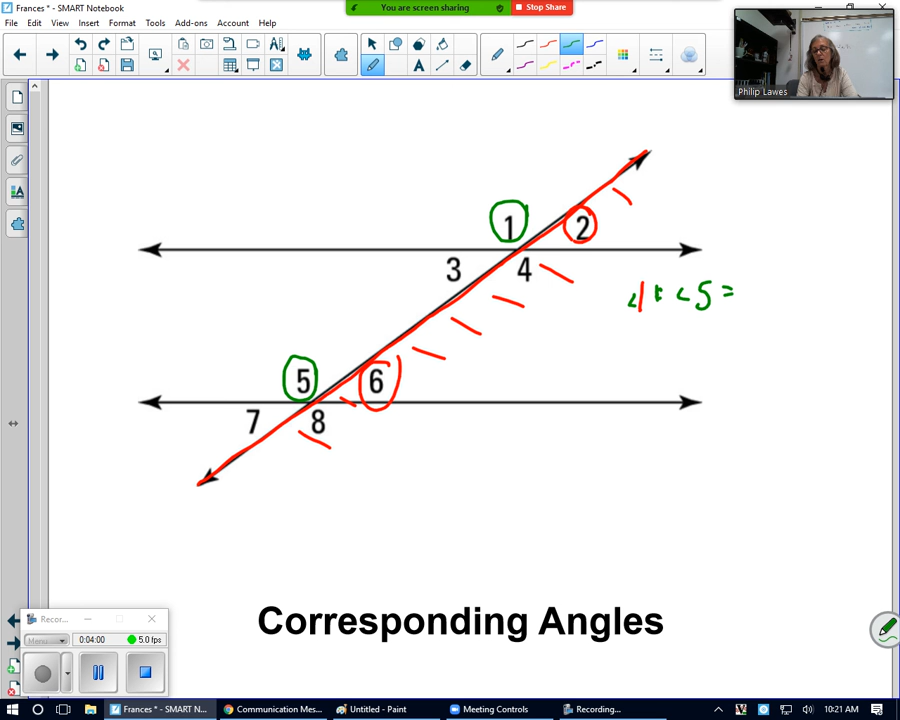 Frances * - SMART Notebook
You are screen sharing
Stop Share
File Edit View Insert Format Tools Add-ons Account Help
Philip Lawes
1 2
3 4
<1 & <5 =
5 6
7 8
Corresponding Angles
Recor...
Menu
0:04:00 5.0 fps
Frances * - SMART N...
Communication Mes...
Untitled - Paint
Meeting Controls
Recording...
10:21 AM